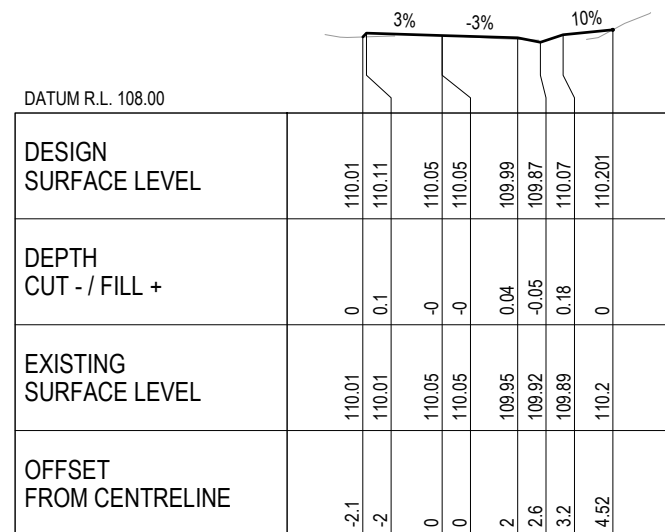 3% -3% 10%
DATUM R.L. 108.00
DESIGN
SURFACE LEVEL
110.01 110.11 110.05 110.05 109.99 109.87 110.07 110.201
DEPTH
CUT - / FILL +
0 0.1 -0 -0 0.04 -0.05 0.18 0
EXISTING
SURFACE LEVEL
110.01 110.01 110.05 110.05 109.95 109.92 109.89 110.2
OFFSET
FROM CENTRELINE
-2.1 -2 0 0 2 2.6 3.2 4.52